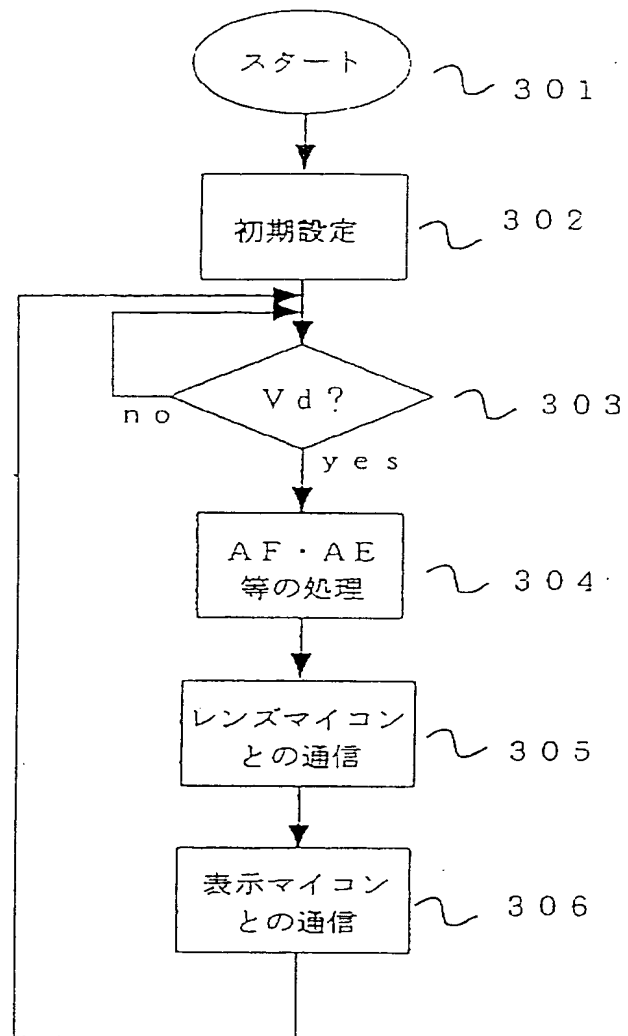 スタート
301
初期設定
302
Vd?
303
no
yes
AF・AE
等の処理
304
レンズマイコン
との通信
305
表示マイコン
との通信
306